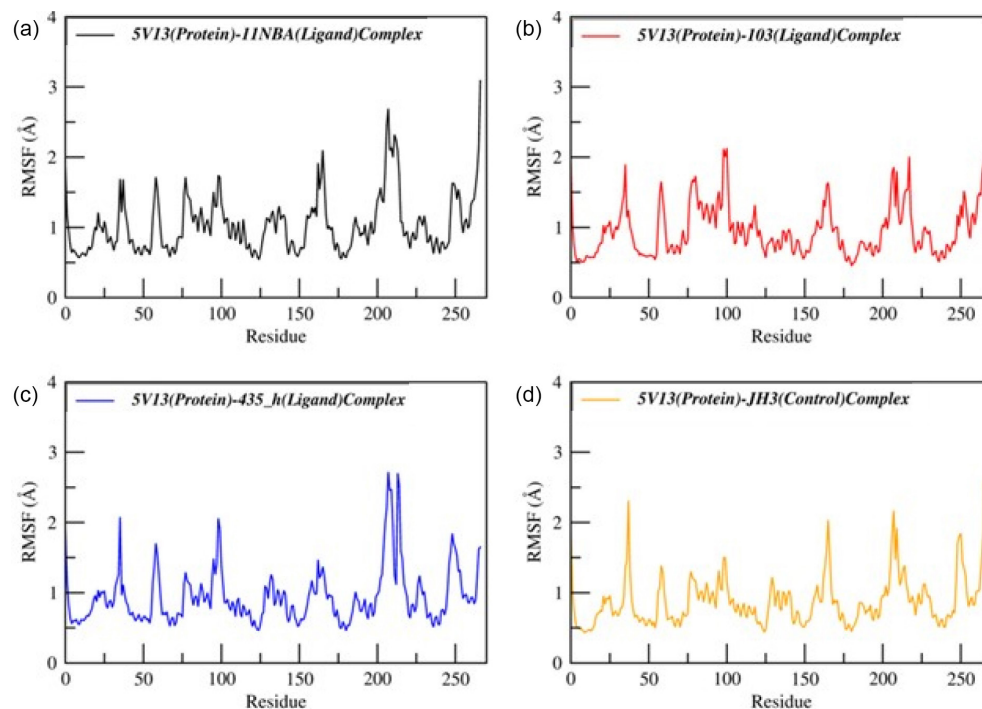 (a)
4
3
2
1
0
RMSF (Å)
5V13(Protein)-11NBA(Ligand)Complex
0 50 100 150 200 250
Residue
(b)
4
3
2
1
0
RMSF (Å)
5V13(Protein)-103(Ligand)Complex
0 50 100 150 200 250
Residue
(c)
4
3
2
1
0
RMSF (Å)
5V13(Protein)-435_h(Ligand)Complex
0 50 100 150 200 250
Residue
(d)
4
3
2
1
0
RMSF (Å)
5V13(Protein)-JH3(Control)Complex
0 50 100 150 200 250
Residue